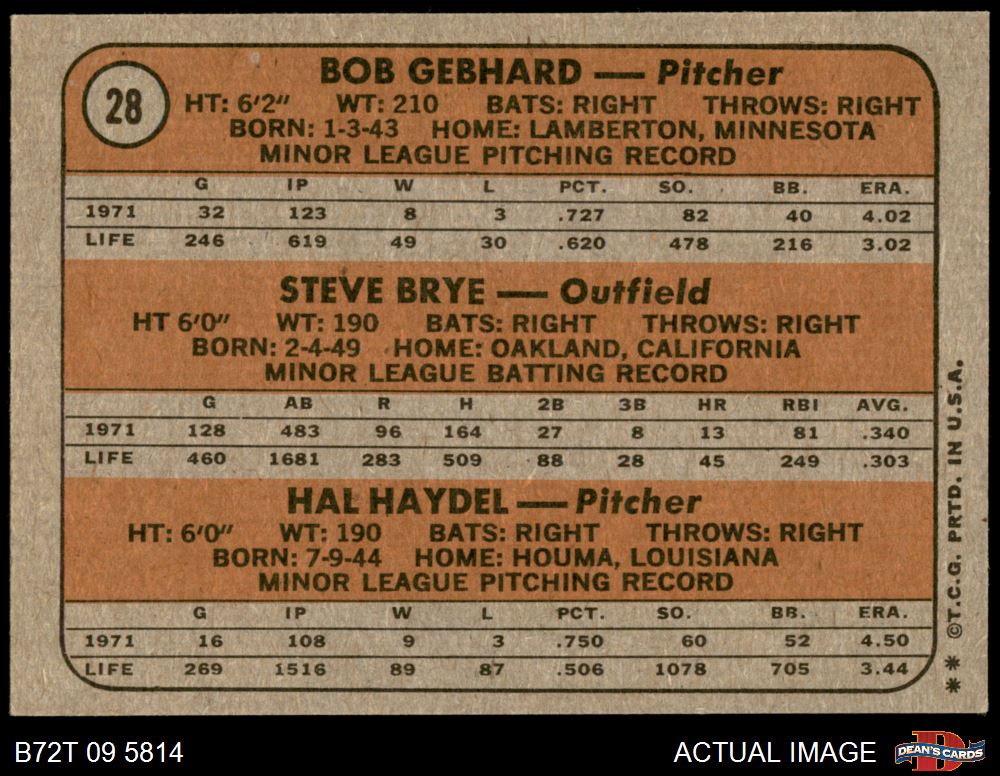 28
BOB GEBHARD — Pitcher
HT: 6'2" WT: 210 BATS: RIGHT THROWS: RIGHT
BORN: 1-3-43 HOME: LAMBERTON, MINNESOTA
MINOR LEAGUE PITCHING RECORD
G IP W L PCT. SO. BB. ERA.
1971 32 123 8 3 .727 82 40 4.02
LIFE 246 619 49 30 .620 478 216 3.02
STEVE BRYE — Outfield
HT 6'0" WT: 190 BATS: RIGHT THROWS: RIGHT
BORN: 2-4-49 HOME: OAKLAND, CALIFORNIA
MINOR LEAGUE BATTING RECORD
G AB R H 2B 3B HR RBI AVG.
1971 128 483 96 164 27 8 13 81 .340
LIFE 460 1681 283 509 88 28 45 249 .303
HAL HAYDEL — Pitcher
HT: 6'0" WT: 190 BATS: RIGHT THROWS: RIGHT
BORN: 7-9-44 HOME: HOUMA, LOUISIANA
MINOR LEAGUE PITCHING RECORD
G IP W L PCT. SO. BB. ERA.
1971 16 108 9 3 .750 60 52 4.50
LIFE 269 1516 89 87 .506 1078 705 3.44
** ©T.C.G. PRTD. IN U.S.A.
B72T 09 5814
ACTUAL IMAGE
DEAN'S CARDS